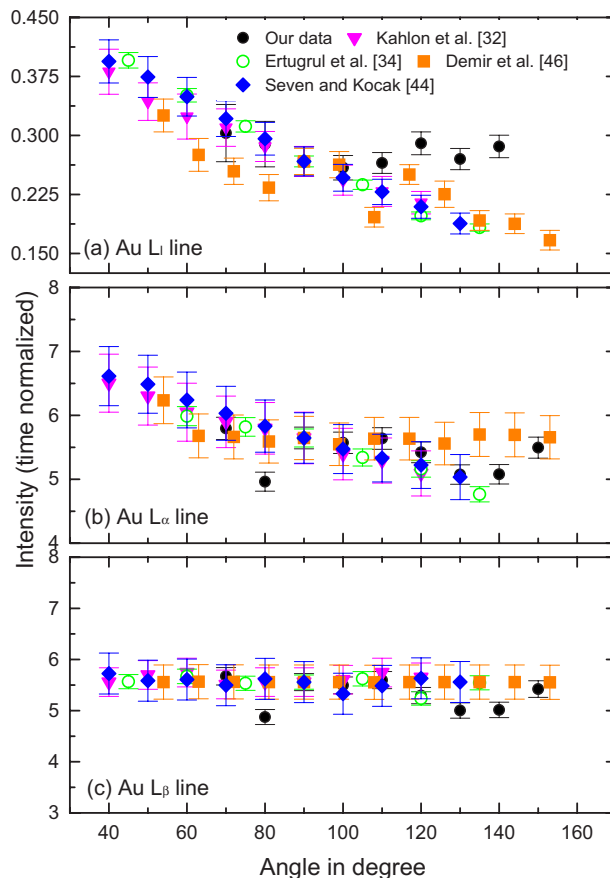 0.450 (a)
Our data Kahlon et al. [32]
Ertugrul et al. [34] Demir et al. [46]
Seven and Kocak [44]
0.375
0.300
0.225
0.150
(a) Au Ll line
8
7
6
5
4
(b) Au Lα line
8
7
6
5
4
3
(c) Au Lβ line
Intensity (time normalized)
40 60 80 100 120 140 160
Angle in degree